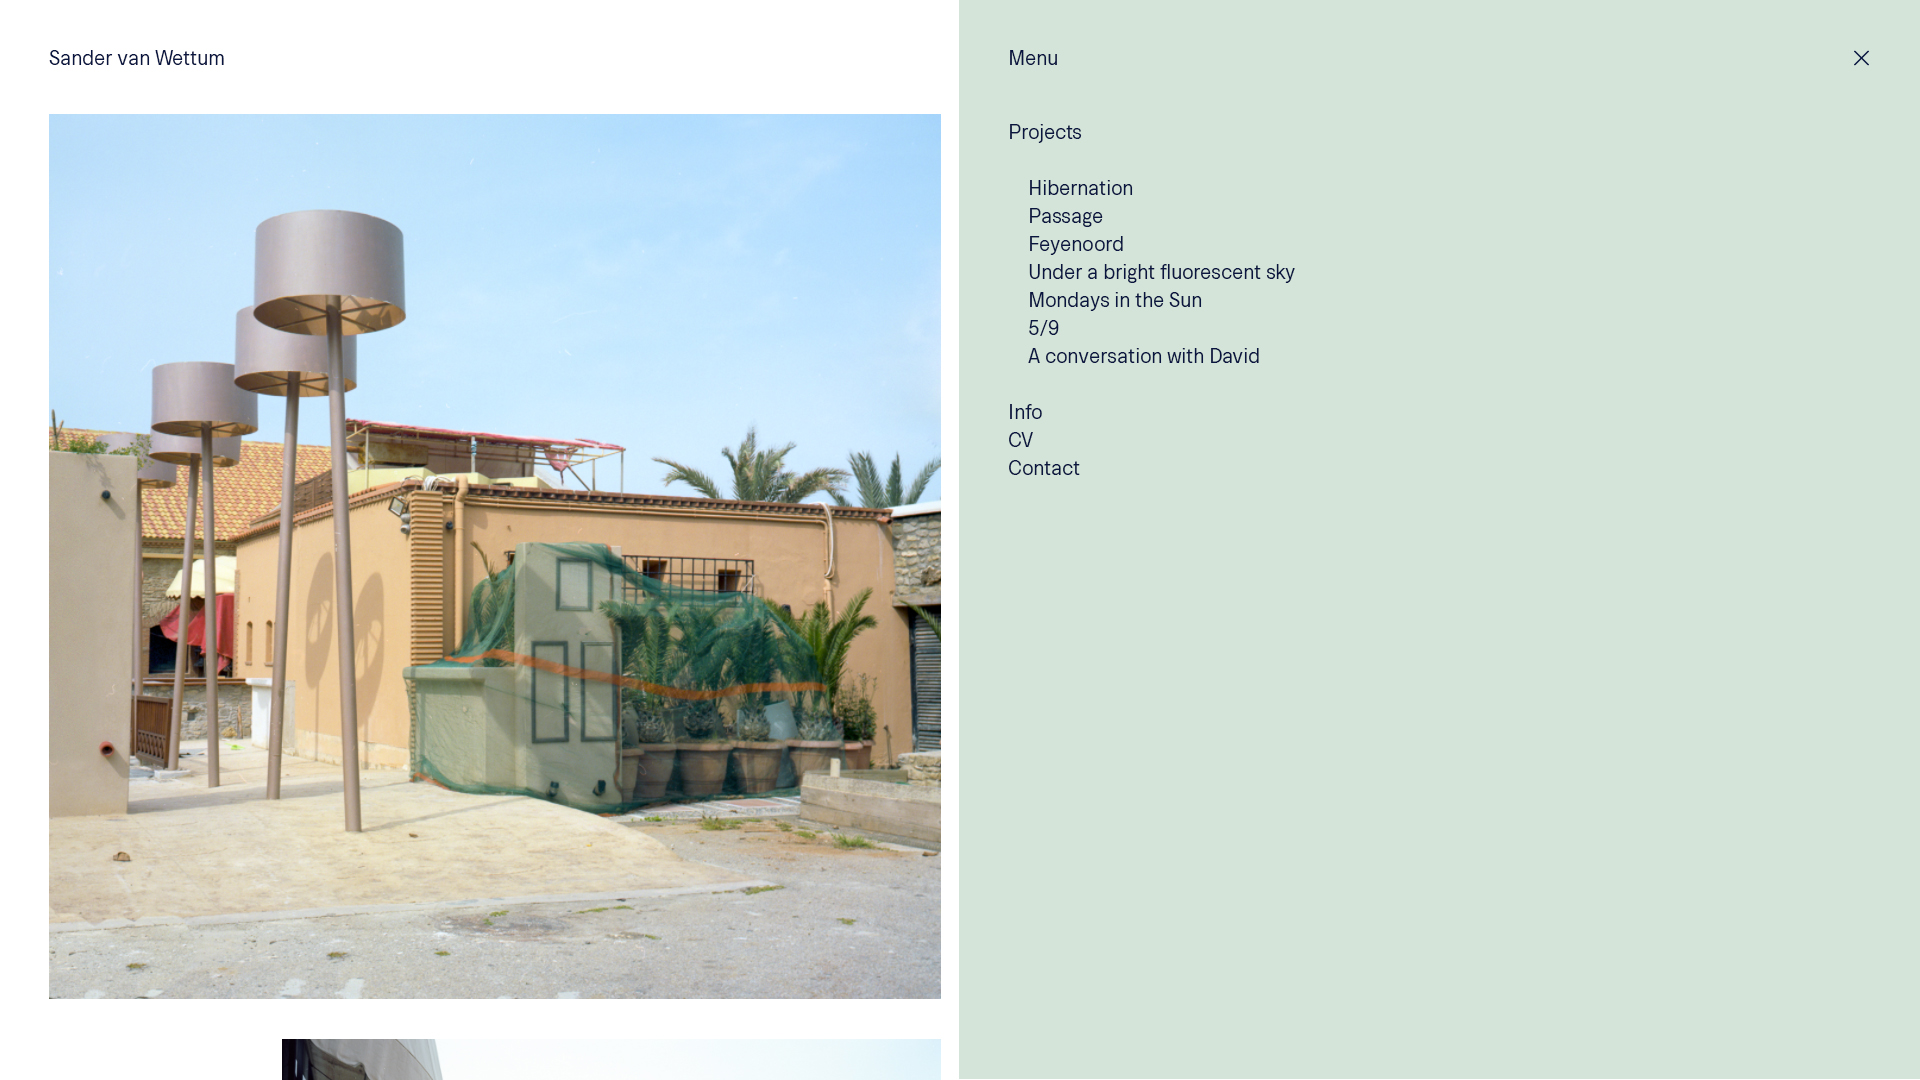 Sander van Wettum
Menu
Projects
Hibernation
Passage
Feyenoord
Under a bright fluorescent sky
Mondays in the Sun
5/9
A conversation with David
Info
CV
Contact